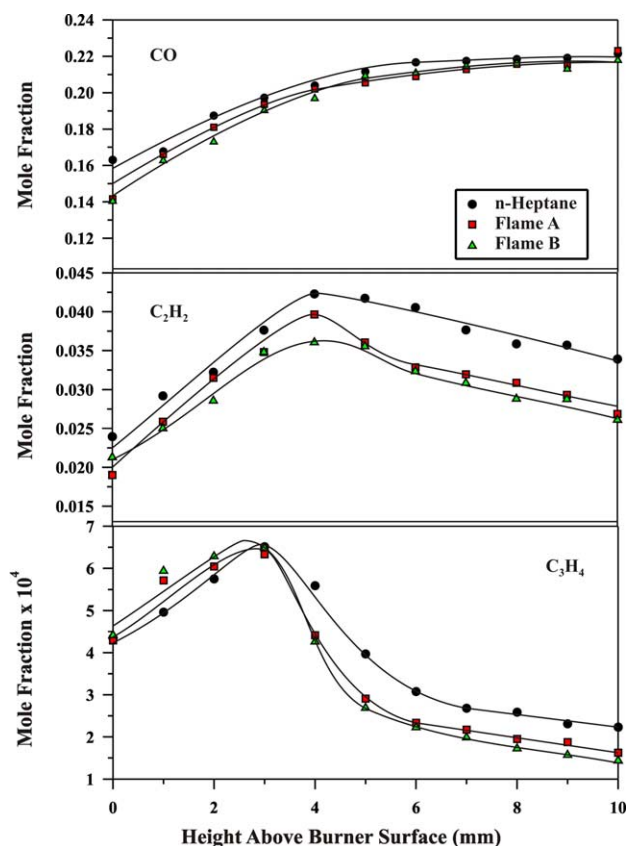 0.24
CO
0.22
0.20
0.18
0.16
0.14
0.12
Mole Fraction
n-Heptane
Flame A
Flame B
0.045
C₂H₂
0.040
0.035
0.030
0.025
0.020
0.015
Mole Fraction
7
C₃H₄
6
5
4
3
2
1
Mole Fraction x 10⁴
0 2 4 6 8 10
Height Above Burner Surface (mm)